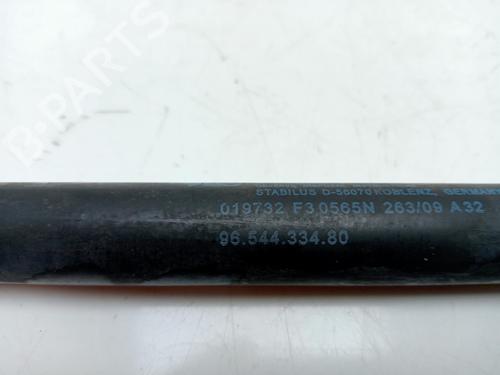 STABILUS D-56070 KOBLENZ, GERMANY
019732 F3 0565N 263/09 A32
96.544.334.80
B-PARTS